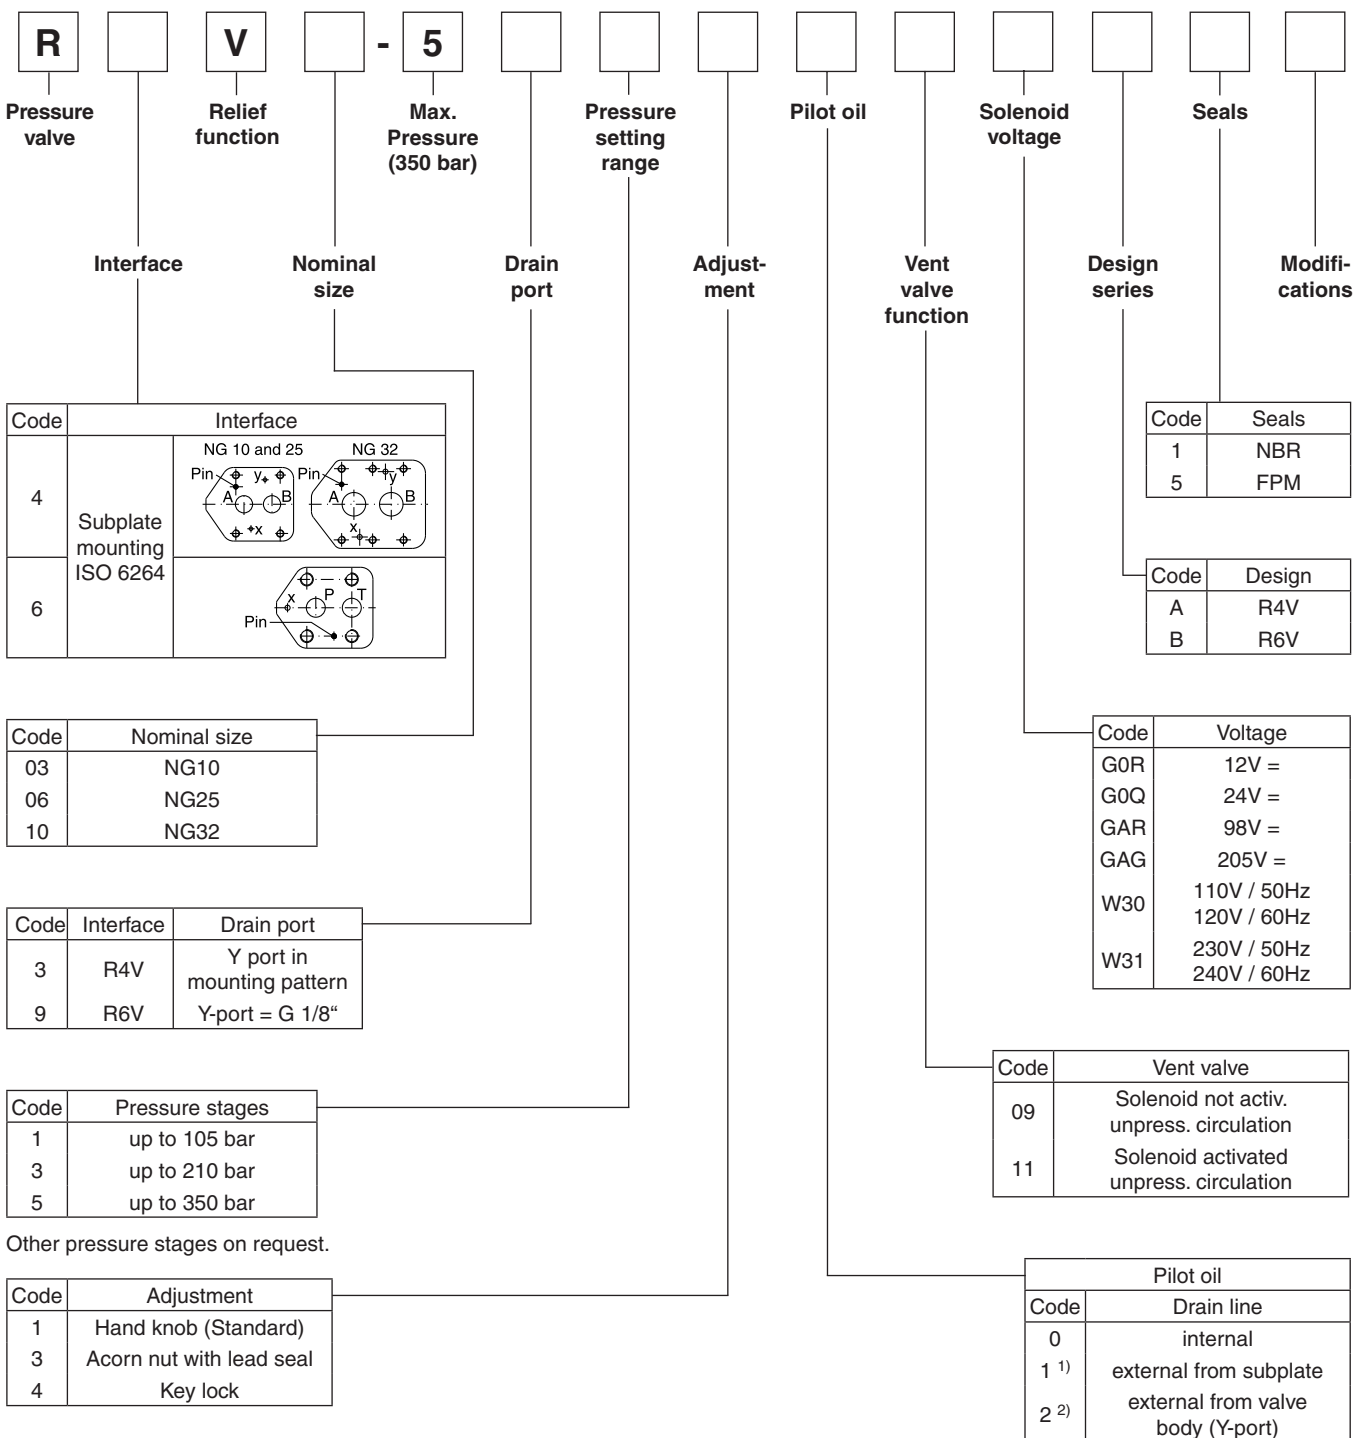 R V - 5
Pressure valve
Relief function
Max. Pressure (350 bar)
Pressure setting range
Pilot oil
Solenoid voltage
Seals
Interface
Nominal size
Drain port
Adjust-
ment
Vent valve function
Design series
Modifi-
cations
Code Interface
4
Subplate mounting ISO 6264
NG 10 and 25 NG 32
Pin y Pin y
A B A B
x x
6
x P T
Pin
Code Seals
1 NBR
5 FPM
Code Design
A R4V
B R6V
Code Nominal size
03 NG10
06 NG25
10 NG32
Code Voltage
G0R 12V =
G0Q 24V =
GAR 98V =
GAG 205V =
W30 110V / 50Hz
120V / 60Hz
W31 230V / 50Hz
240V / 60Hz
Code Interface Drain port
3 R4V Y port in
mounting pattern
9 R6V Y-port = G 1/8“
Code Vent valve
09 Solenoid not activ.
unpress. circulation
11 Solenoid activated
unpress. circulation
Code Pressure stages
1 up to 105 bar
3 up to 210 bar
5 up to 350 bar
Other pressure stages on request.
Code Adjustment
1 Hand knob (Standard)
3 Acorn nut with lead seal
4 Key lock
Pilot oil
Code Drain line
0 internal
1 1) external from subplate
2 2) external from valve
body (Y-port)